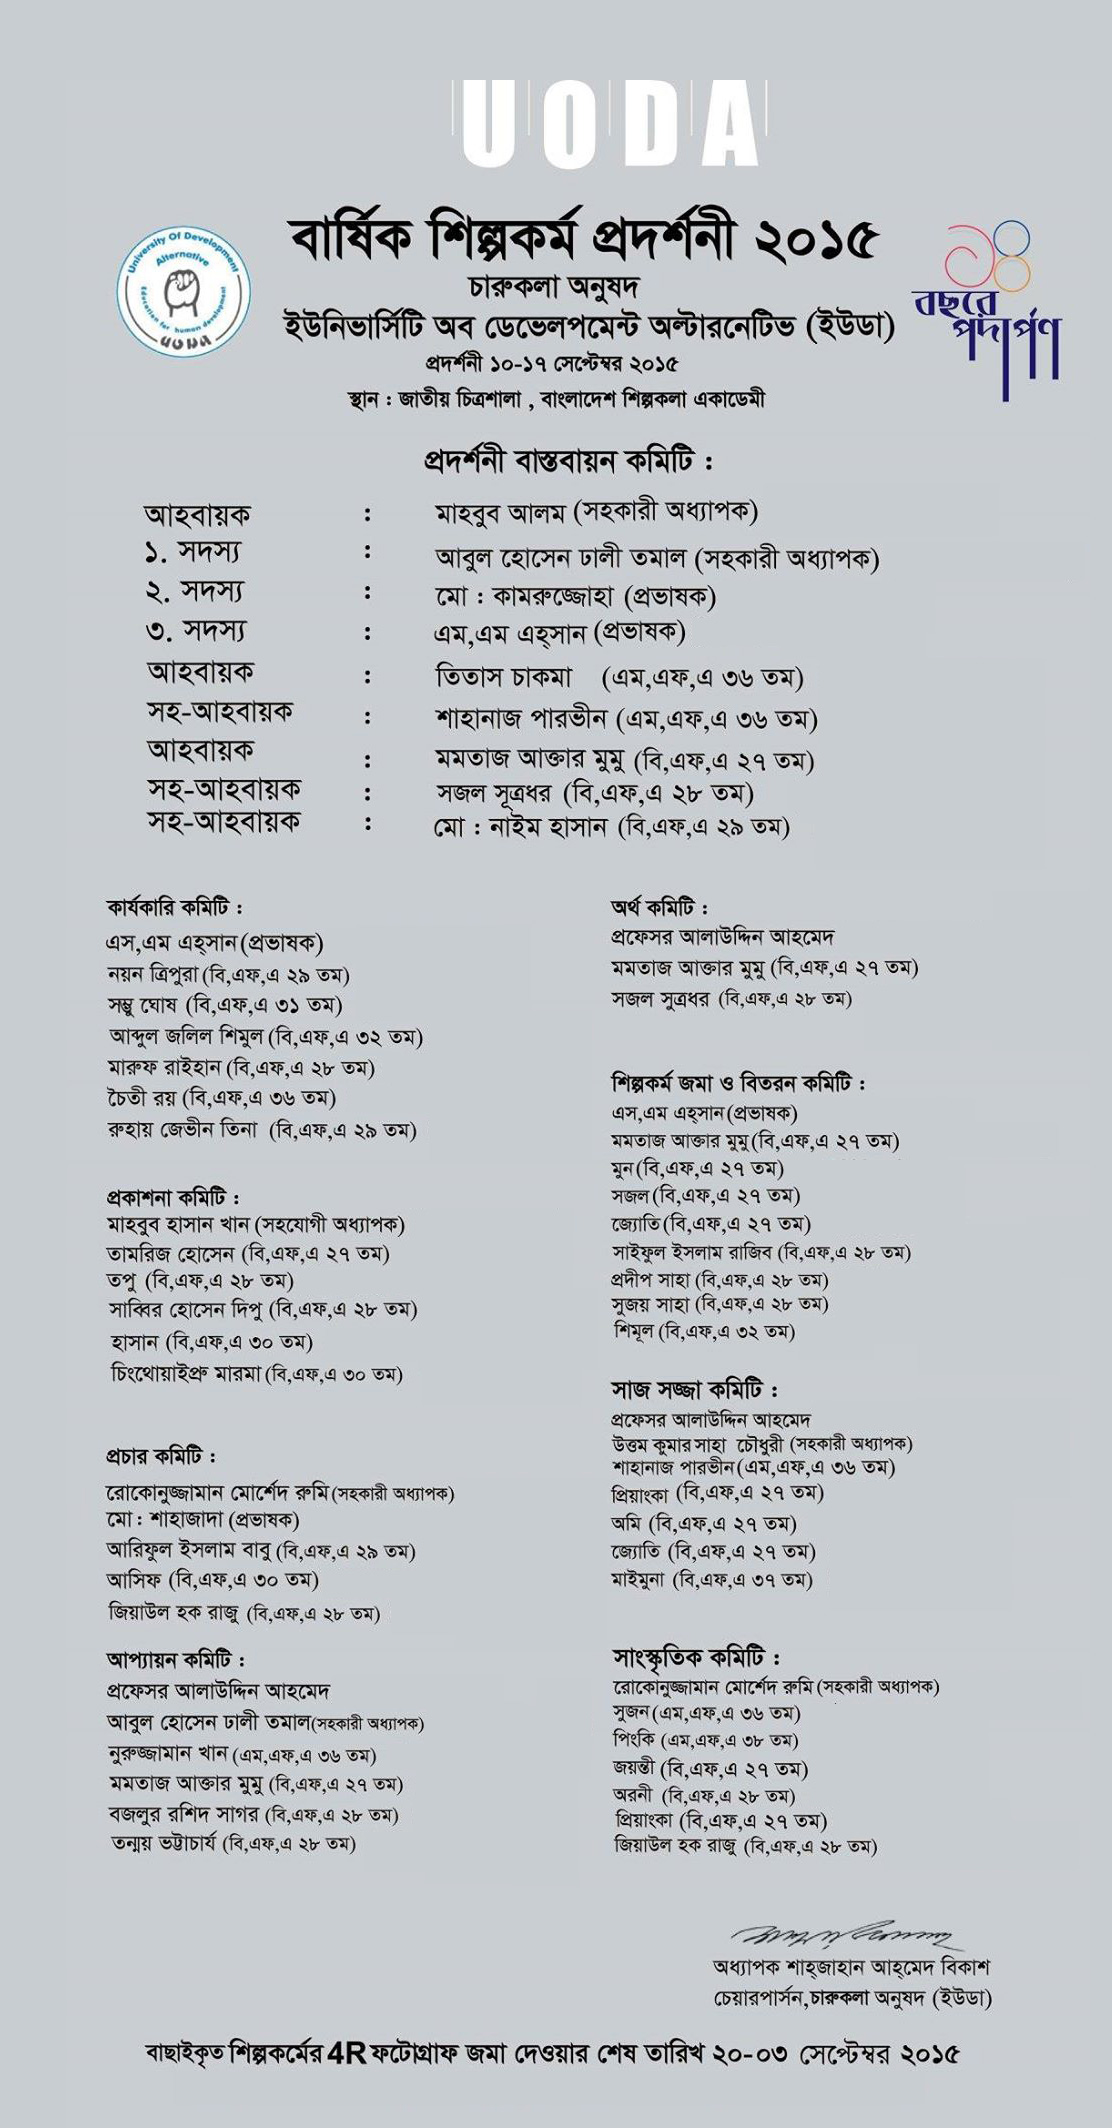 UODA
বার্ষিক শিল্পকর্ম প্রদর্শনী ২০১৫
চারুকলা অনুষদ
ইউনিভার্সিটি অব ডেভেলপমেন্ট অল্টারনেটিভ (ইউডা)
প্রদর্শনী ১০-১৭ সেপ্টেম্বর ২০১৫
স্থান : জাতীয় চিত্রশালা , বাংলাদেশ শিল্পকলা একাডেমী
University Of Development
Alternative
Education for human development
UODA
১৪
বছরে
পদার্পণ
প্রদর্শনী বাস্তবায়ন কমিটি :
আহবায়ক : মাহবুব আলম (সহকারী অধ্যাপক)
১. সদস্য : আবুল হোসেন ঢালী তমাল (সহকারী অধ্যাপক)
২. সদস্য : মো : কামরুজ্জোহা (প্রভাষক)
৩. সদস্য : এম,এম এহ্সান (প্রভাষক)
আহবায়ক : তিতাস চাকমা (এম,এফ,এ ৩৬ তম)
সহ-আহবায়ক : শাহানাজ পারভীন (এম,এফ,এ ৩৬ তম)
আহবায়ক : মমতাজ আক্তার মুমু (বি,এফ,এ ২৭ তম)
সহ-আহবায়ক : সজল সূত্রধর (বি,এফ,এ ২৮ তম)
সহ-আহবায়ক : মো : নাইম হাসান (বি,এফ,এ ২৯ তম)
কার্যকারি কমিটি :
এস,এম এহ্সান (প্রভাষক)
নয়ন ত্রিপুরা (বি,এফ,এ ২৯ তম)
সম্ভু ঘোষ (বি,এফ,এ ৩১ তম)
আব্দুল জলিল শিমুল (বি,এফ,এ ৩২ তম)
মারুফ রাইহান (বি,এফ,এ ২৮ তম)
চৈতী রয় (বি,এফ,এ ৩৬ তম)
রুহায় জেভীন তিনা (বি,এফ,এ ২৯ তম)
প্রকাশনা কমিটি :
মাহবুব হাসান খান (সহযোগী অধ্যাপক)
তামরিজ হোসেন (বি,এফ,এ ২৭ তম)
তপু (বি,এফ,এ ২৮ তম)
সাব্বির হোসেন দিপু (বি,এফ,এ ২৮ তম)
হাসান (বি,এফ,এ ৩০ তম)
চিংথোয়াইপ্রু মারমা (বি,এফ,এ ৩০ তম)
প্রচার কমিটি :
রোকোনুজ্জামান মোর্শেদ রুমি (সহকারী অধ্যাপক)
মো : শাহাজাদা (প্রভাষক)
আরিফুল ইসলাম বাবু (বি,এফ,এ ২৯ তম)
আসিফ (বি,এফ,এ ৩০ তম)
জিয়াউল হক রাজু (বি,এফ,এ ২৮ তম)
আপ্যায়ন কমিটি :
প্রফেসর আলাউদ্দিন আহমেদ
আবুল হোসেন ঢালী তমাল(সহকারী অধ্যাপক)
নুরুজ্জামান খান (এম,এফ,এ ৩৬ তম)
মমতাজ আক্তার মুমু (বি,এফ,এ ২৭ তম)
বজলুর রশিদ সাগর (বি,এফ,এ ২৮ তম)
তন্ময় ভট্টাচার্য (বি,এফ,এ ২৮ তম)
অর্থ কমিটি :
প্রফেসর আলাউদ্দিন আহমেদ
মমতাজ আক্তার মুমু (বি,এফ,এ ২৭ তম)
সজল সুত্রধর (বি,এফ,এ ২৮ তম)
শিল্পকর্ম জমা ও বিতরন কমিটি :
এস,এম এহ্সান (প্রভাষক)
মমতাজ আক্তার মুমু (বি,এফ,এ ২৭ তম)
মুন (বি,এফ,এ ২৭ তম)
সজল (বি,এফ,এ ২৭ তম)
জ্যোতি (বি,এফ,এ ২৭ তম)
সাইফুল ইসলাম রাজিব (বি,এফ,এ ২৮ তম)
প্রদীপ সাহা (বি,এফ,এ ২৮ তম)
সুজয় সাহা (বি,এফ,এ ২৮ তম)
শিমূল (বি,এফ,এ ৩২ তম)
সাজ সজ্জা কমিটি :
প্রফেসর আলাউদ্দিন আহমেদ
উত্তম কুমার সাহা চৌধুরী (সহকারী অধ্যাপক)
শাহানাজ পারভীন (এম,এফ,এ ৩৬ তম)
প্রিয়াংকা (বি,এফ,এ ২৭ তম)
অমি (বি,এফ,এ ২৭ তম)
জ্যোতি (বি,এফ,এ ২৭ তম)
মাইমুনা (বি,এফ,এ ৩৭ তম)
সাংস্কৃতিক কমিটি :
রোকোনুজ্জামান মোর্শেদ রুমি (সহকারী অধ্যাপক)
সুজন (এম,এফ,এ ৩৬ তম)
পিংকি (এম,এফ,এ ৩৮ তম)
জয়ন্তী (বি,এফ,এ ২৭ তম)
অরনী (বি,এফ,এ ২৮ তম)
প্রিয়াংকা (বি,এফ,এ ২৭ তম)
জিয়াউল হক রাজু (বি,এফ,এ ২৮ তম)
অধ্যাপক শাহ্জাহান আহ্মেদ বিকাশ
চেয়ারপার্সন,চারুকলা অনুষদ (ইউডা)
বাছাইকৃত শিল্পকর্মের 4R ফটোগ্রাফ জমা দেওয়ার শেষ তারিখ ২০-০৩ সেপ্টেম্বর ২০১৫